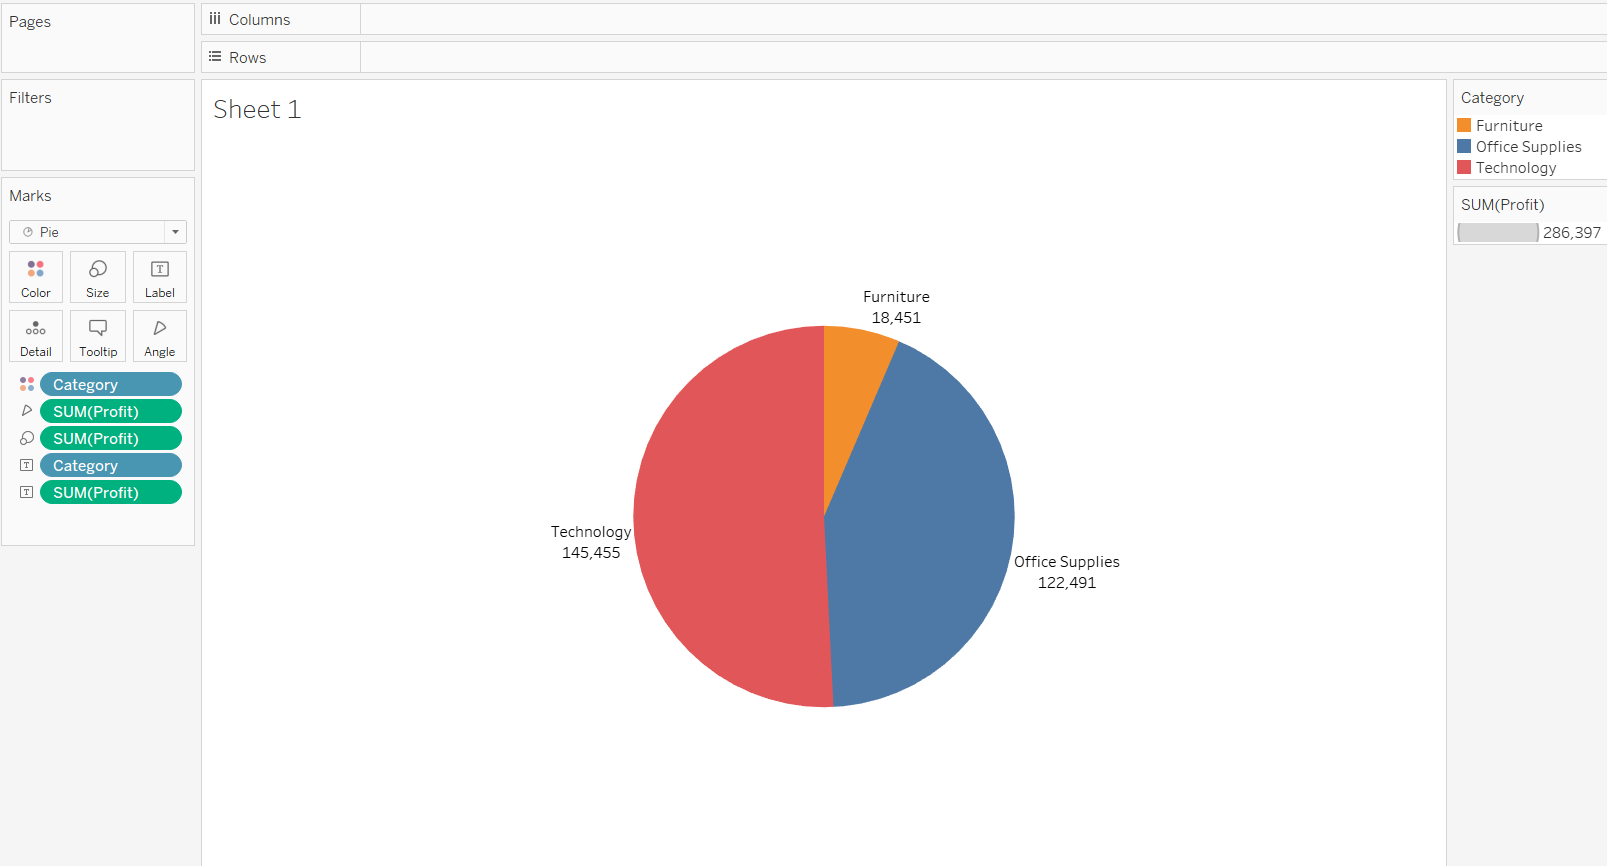 Pages
Columns
Rows
Filters
Marks
Pie
Color
Size
Label
Detail
Tooltip
Angle
Category
SUM(Profit)
SUM(Profit)
Category
SUM(Profit)
Sheet 1
Furniture
18,451
Technology
145,455
Office Supplies
122,491
Category
Furniture
Office Supplies
Technology
SUM(Profit)
286,397